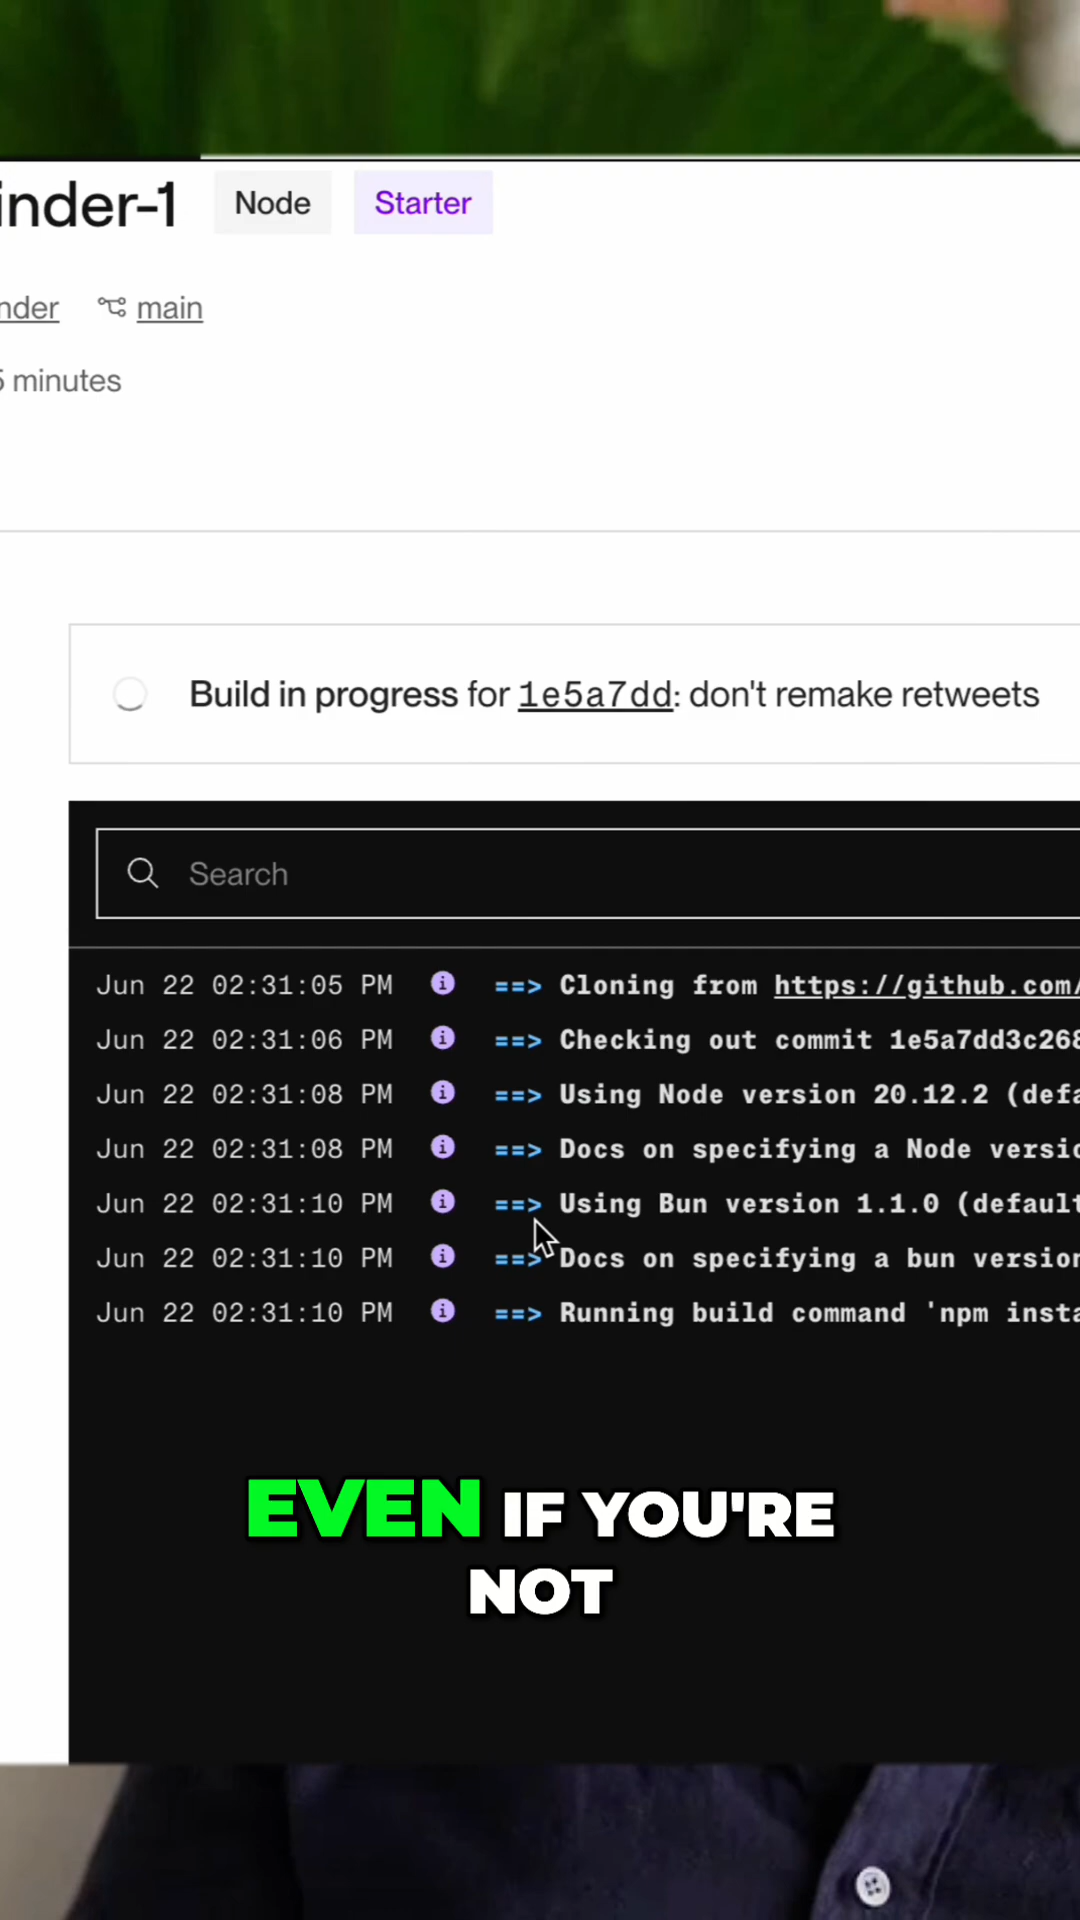 inder-1 Node Starter
nder main
5 minutes
Build in progress for 1e5a7dd: don't remake retweets
Search
Jun 22 02:31:05 PM ==> Cloning from https://github.com/
Jun 22 02:31:06 PM ==> Checking out commit 1e5a7dd3c268
Jun 22 02:31:08 PM ==> Using Node version 20.12.2 (defa
Jun 22 02:31:08 PM ==> Docs on specifying a Node versio
Jun 22 02:31:10 PM ==> Using Bun version 1.1.0 (default
Jun 22 02:31:10 PM ==> Docs on specifying a bun version
Jun 22 02:31:10 PM ==> Running build command 'npm insta
EVEN IF YOU'RE
NOT